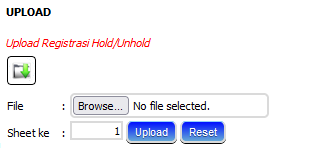 UPLOAD
Upload Registrasi Hold/Unhold
File : Browse... No file selected.
Sheet ke : 1 Upload Reset